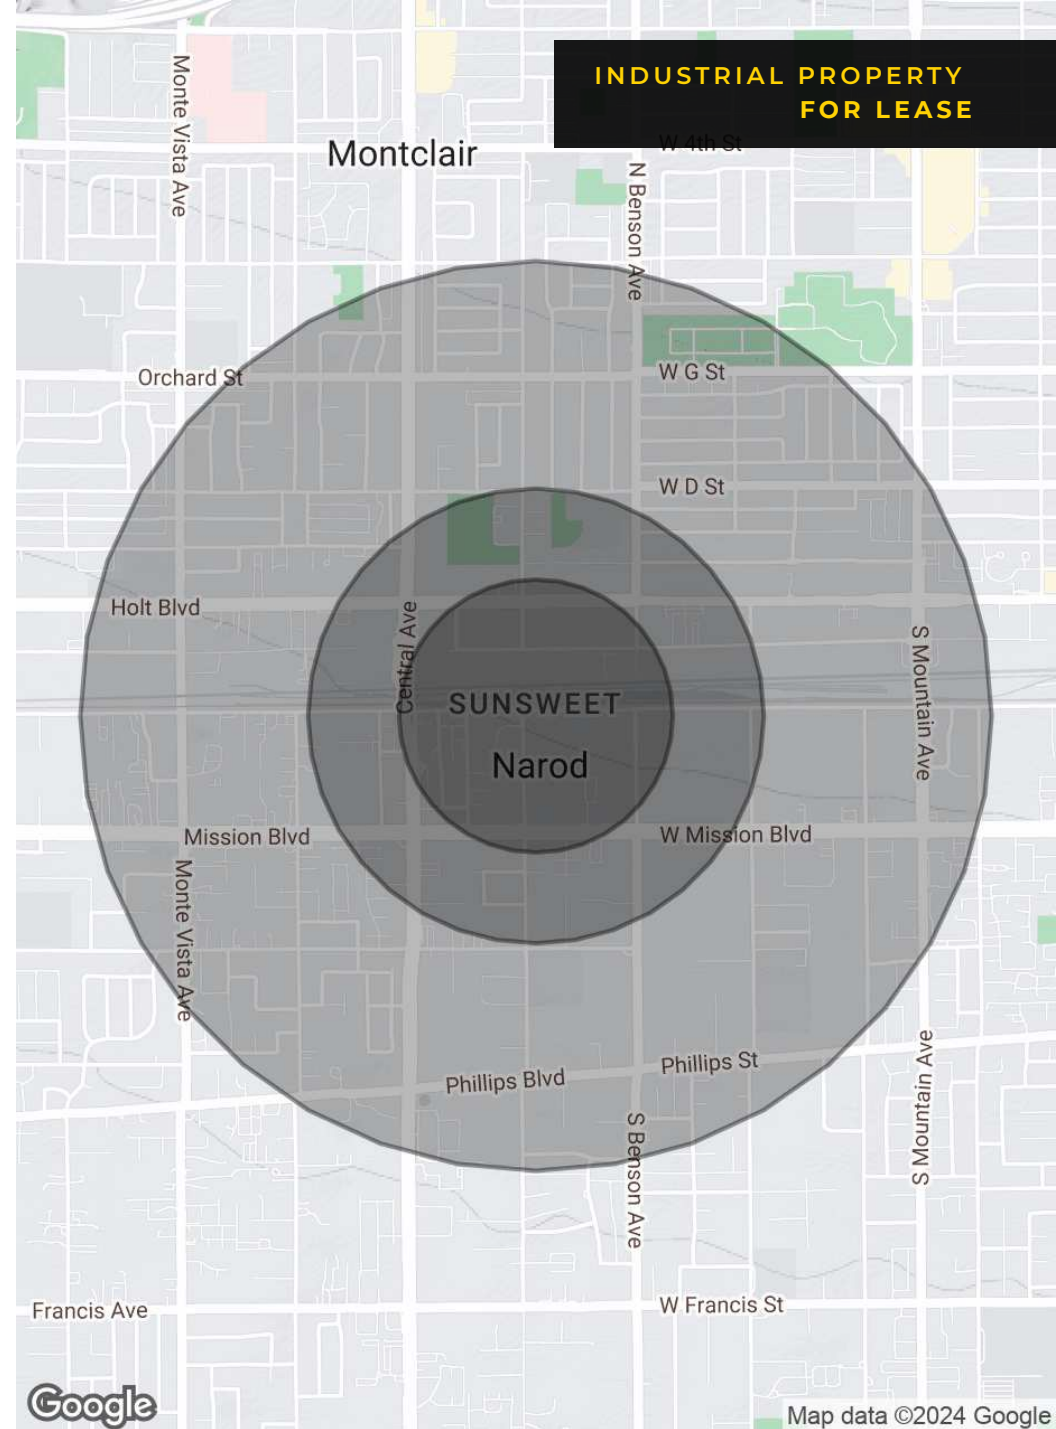 INDUSTRIAL PROPERTY
FOR LEASE
Monte Vista Ave
Montclair
W 4th St
N Benson Ave
Orchard St
W G St
W D St
Holt Blvd
Central Ave
S Mountain Ave
SUNSWEET
Narod
Mission Blvd
W Mission Blvd
Monte Vista Ave
Phillips Blvd
Phillips St
S Mountain Ave
S Benson Ave
Francis Ave
W Francis St
Google
Map data ©2024 Google